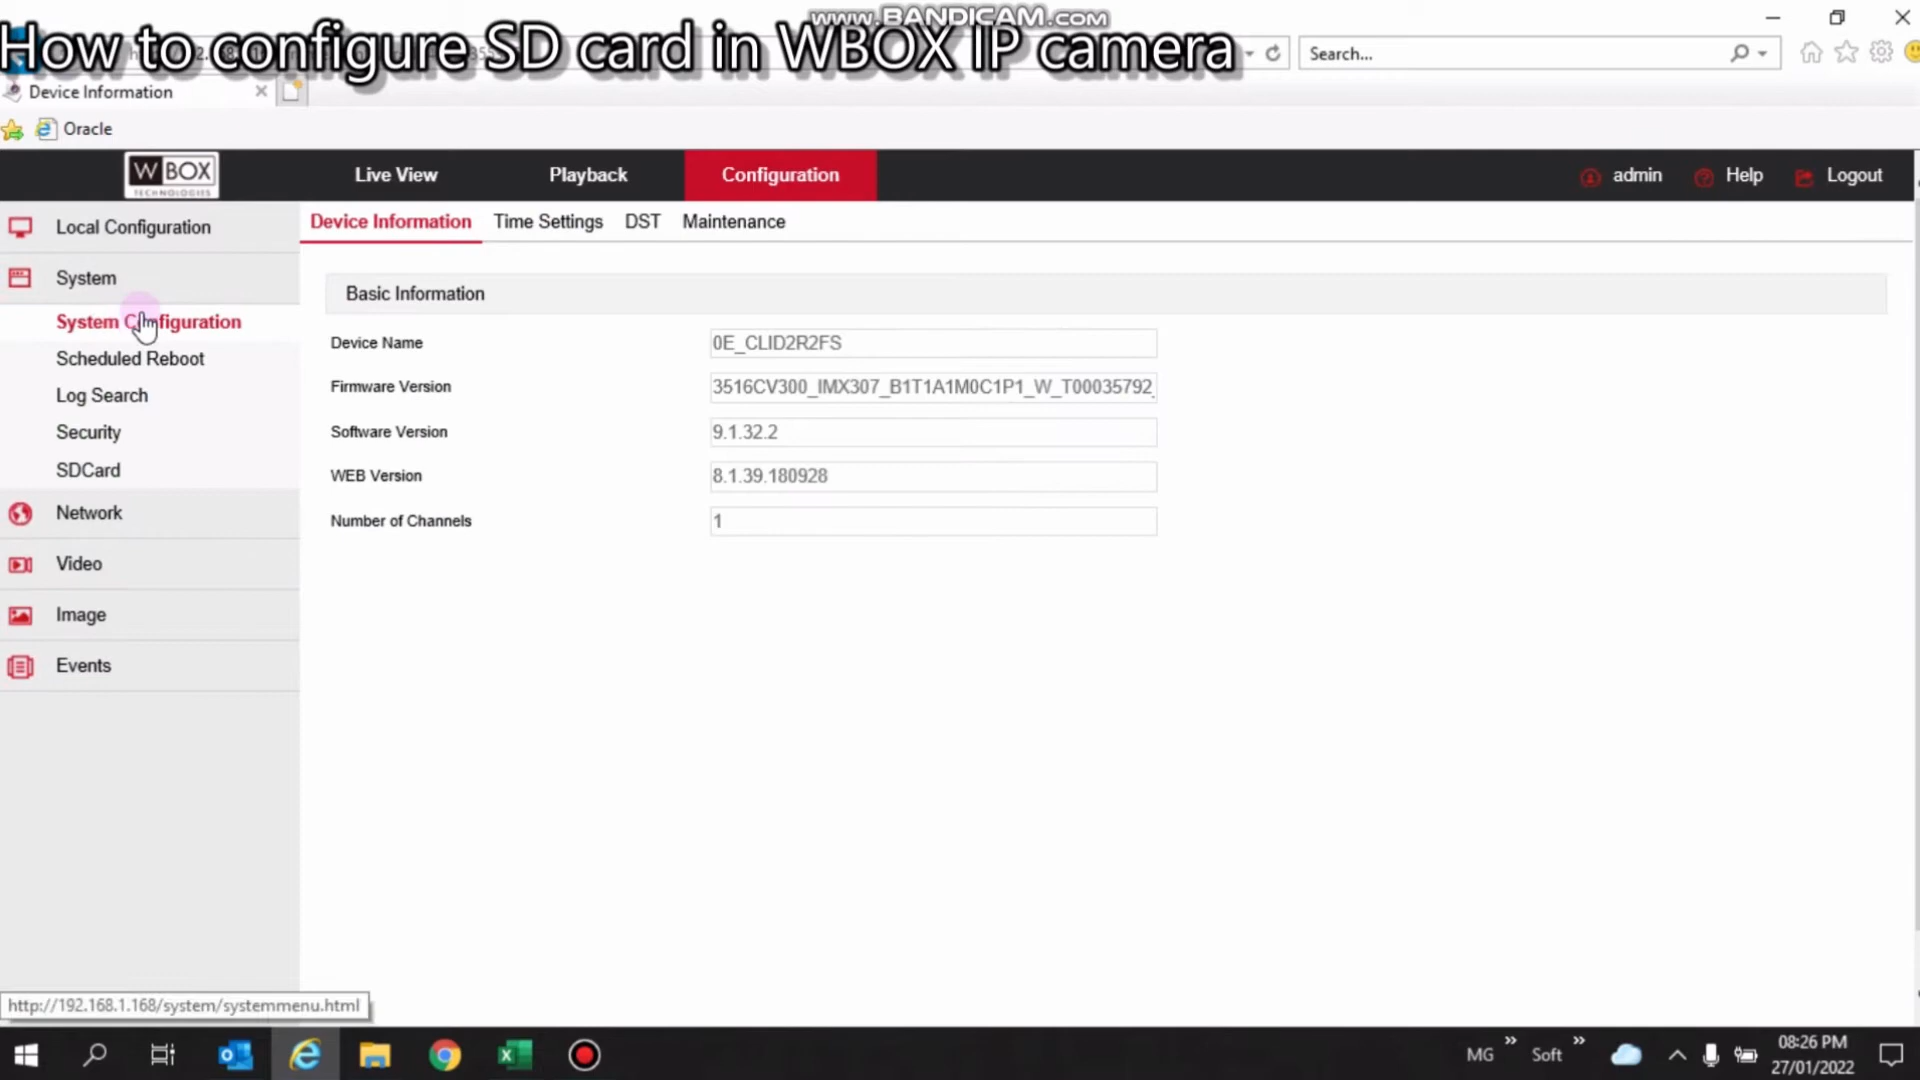 www.BANDICAM.com
How to configure SD card in WBOX IP camera
Search...
Device Information
Oracle
W BOX
TECHNOLOGIES
Live View
Playback
Configuration
admin
Help
Logout
Local Configuration
Device Information
Time Settings
DST
Maintenance
System
Basic Information
System Configuration
Device Name
0E_CLID2R2FS
Scheduled Reboot
Firmware Version
3516CV300_IMX307_B1T1A1M0C1P1_W_T00035792_
Log Search
Security
Software Version
9.1.32.2
SDCard
WEB Version
8.1.39.180928
Network
Number of Channels
1
Video
Image
Events
http://192.168.1.168/system/systemmenu.html
MG
Soft
08:26 PM
27/01/2022